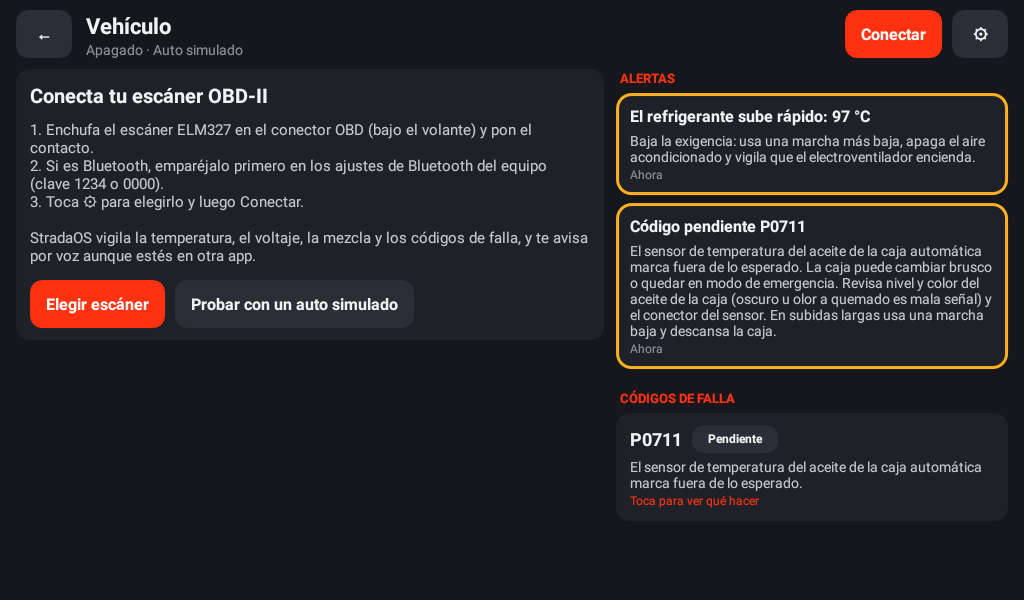 ←
Vehículo
Apagado · Auto simulado
Conectar
⚙
Conecta tu escáner OBD-II
1. Enchufa el escáner ELM327 en el conector OBD (bajo el volante) y pon el
contacto.
2. Si es Bluetooth, emparéjalo primero en los ajustes de Bluetooth del equipo
(clave 1234 o 0000).
3. Toca ⚙ para elegirlo y luego Conectar.
StradaOS vigila la temperatura, el voltaje, la mezcla y los códigos de falla, y te avisa
por voz aunque estés en otra app.
Elegir escáner
Probar con un auto simulado
ALERTAS
El refrigerante sube rápido: 97 °C
Baja la exigencia: usa una marcha más baja, apaga el aire
acondicionado y vigila que el electroventilador encienda.
Ahora
Código pendiente P0711
El sensor de temperatura del aceite de la caja automática
marca fuera de lo esperado. La caja puede cambiar brusco
o quedar en modo de emergencia. Revisa nivel y color del
aceite de la caja (oscuro u olor a quemado es mala señal) y
el conector del sensor. En subidas largas usa una marcha
baja y descansa la caja.
Ahora
CÓDIGOS DE FALLA
P0711
Pendiente
El sensor de temperatura del aceite de la caja automática
marca fuera de lo esperado.
Toca para ver qué hacer